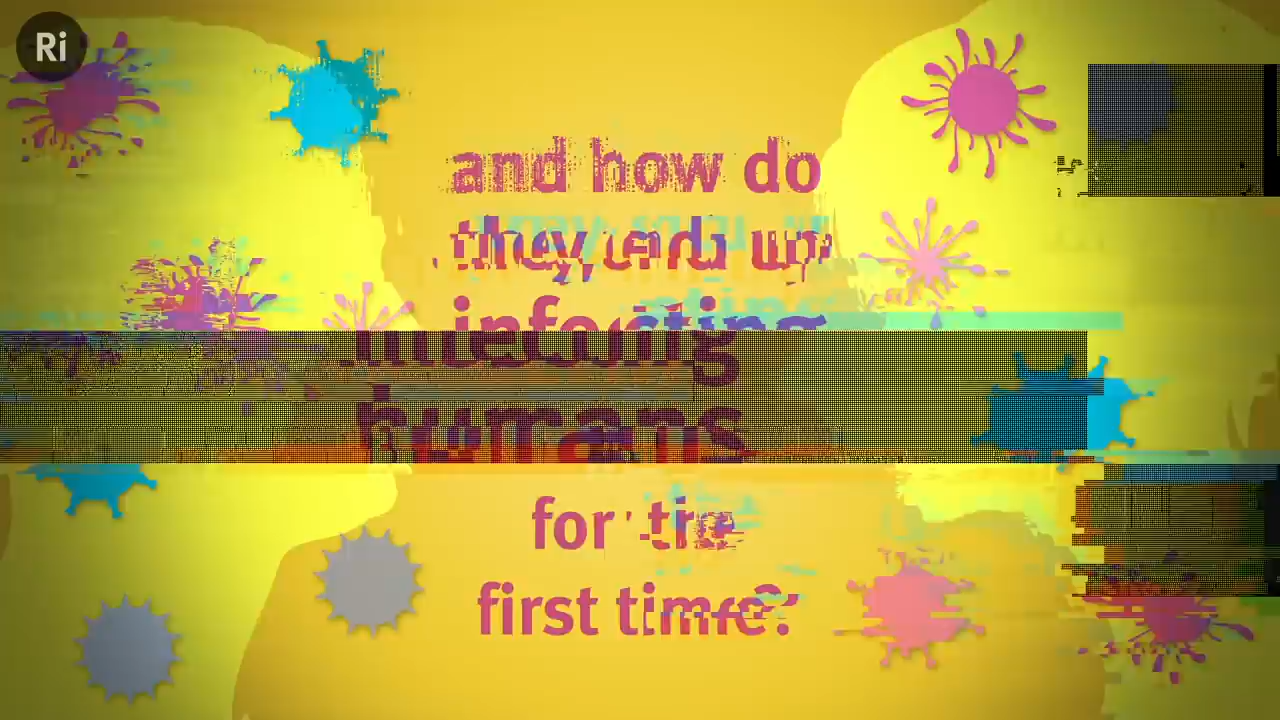 Ri
and how do
they end up
infecting
humans
for the
first time?